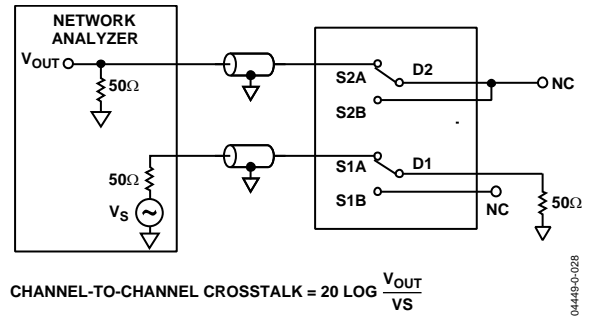 NETWORK
ANALYZER
VOUT
50Ω
S2A
D2
NC
S2B
50Ω
S1A
D1
VS
S1B
NC
50Ω
CHANNEL-TO-CHANNEL CROSSTALK = 20 LOG VOUT
VS
04449-0-028